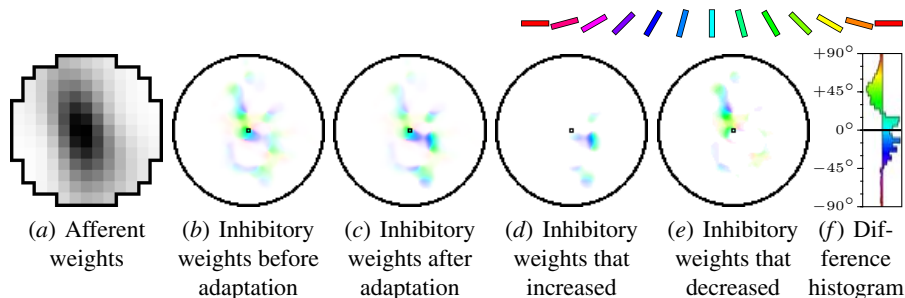 +90°
+45°
0°
−45°
−90°
(a) Afferent
weights
(b) Inhibitory
weights before
adaptation
(c) Inhibitory
weights after
adaptation
(d) Inhibitory
weights that
increased
(e) Inhibitory
weights that
decreased
(f) Dif-
ference
histogram